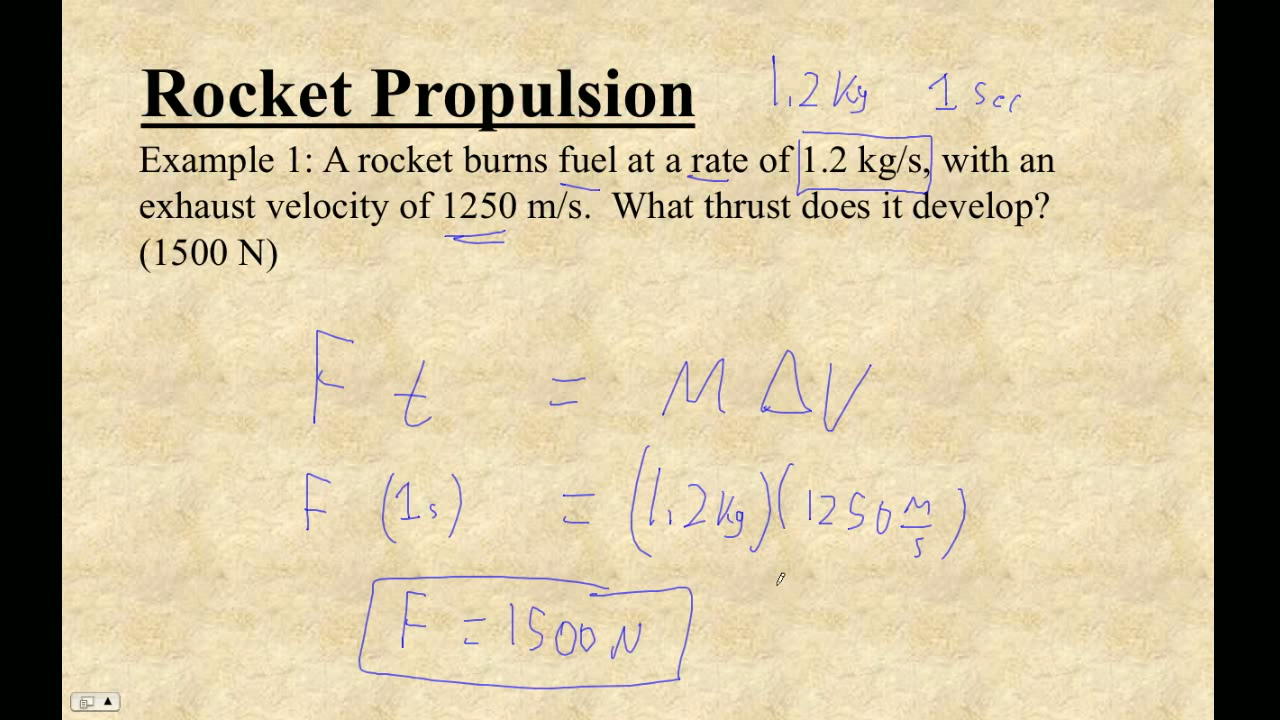 Rocket Propulsion
1.2 kg 1 sec
Example 1: A rocket burns fuel at a rate of 1.2 kg/s, with an
exhaust velocity of 1250 m/s. What thrust does it develop?
(1500 N)
F t = M Δ V
F (1s) = (1.2 kg)(1250 M/s)
F = 1500 N